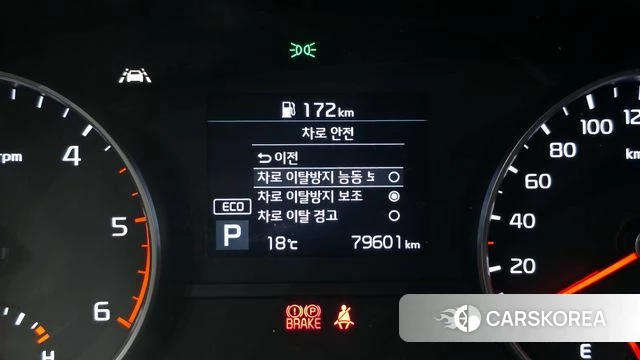 172km
차로 안전
이전
차로 이탈방지 능동 보
차로 이탈방지 보조
차로 이탈 경고
ECO
P
18℃ 79601km
rpm
4
5
6
H
P
BRAKE
100
80
60
40
20
km
E
CARSKOREA